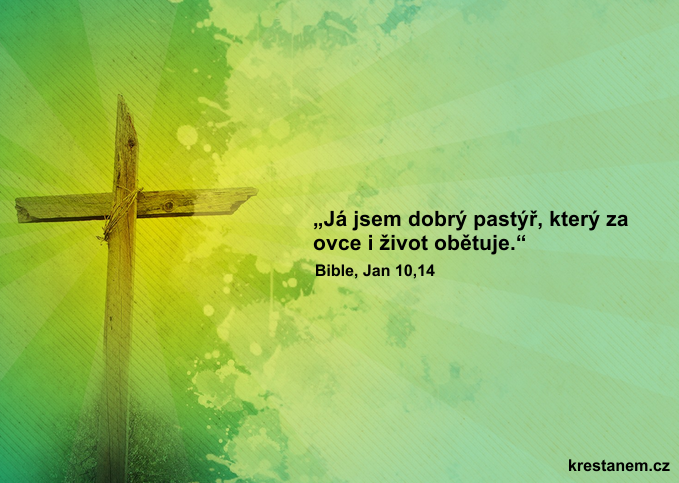 „Já jsem dobrý pastýř, který za
ovce i život obětuje.“
Bible, Jan 10,14
krestanem.cz